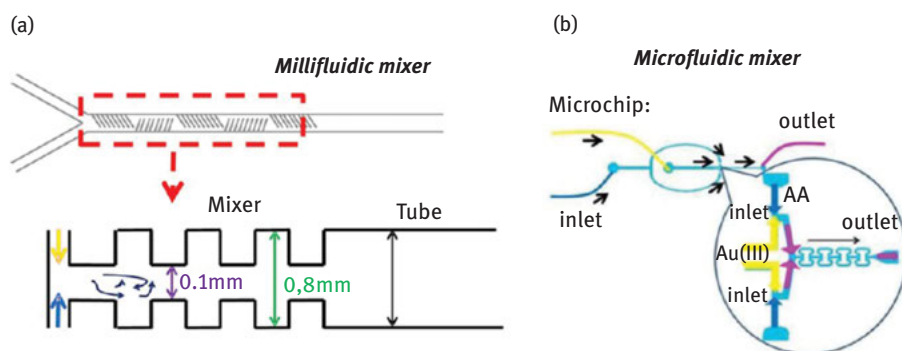 (a)
Millifluidic mixer
Mixer
Tube
0.1mm
0,8mm
(b)
Microfluidic mixer
Microchip:
outlet
inlet
AA
inlet
outlet
Au(III)
inlet